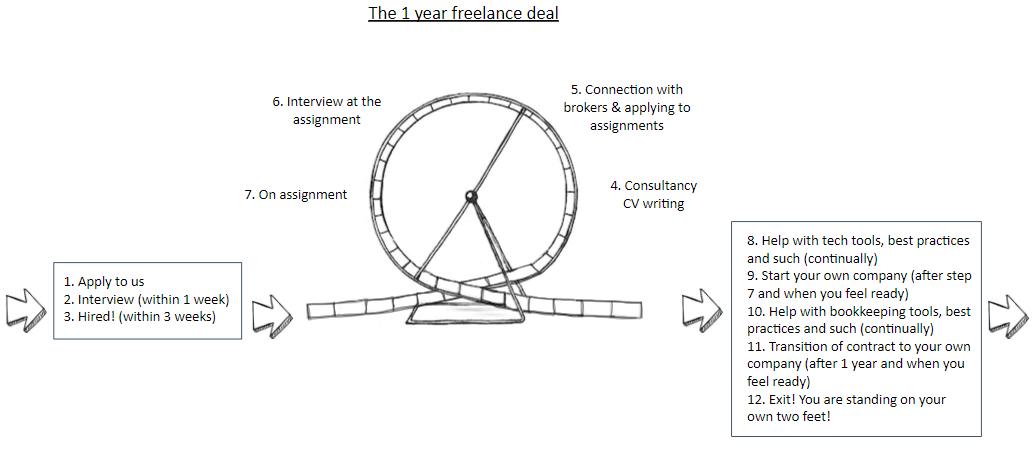 The 1 year freelance deal
1. Apply to us
2. Interview (within 1 week)
3. Hired! (within 3 weeks)
4. Consultancy
CV writing
5. Connection with
brokers & applying to
assignments
6. Interview at the
assignment
7. On assignment
8. Help with tech tools, best practices
and such (continually)
9. Start your own company (after step
7 and when you feel ready)
10. Help with bookkeeping tools, best
practices and such (continually)
11. Transition of contract to your own
company (after 1 year and when you
feel ready)
12. Exit! You are standing on your
own two feet!